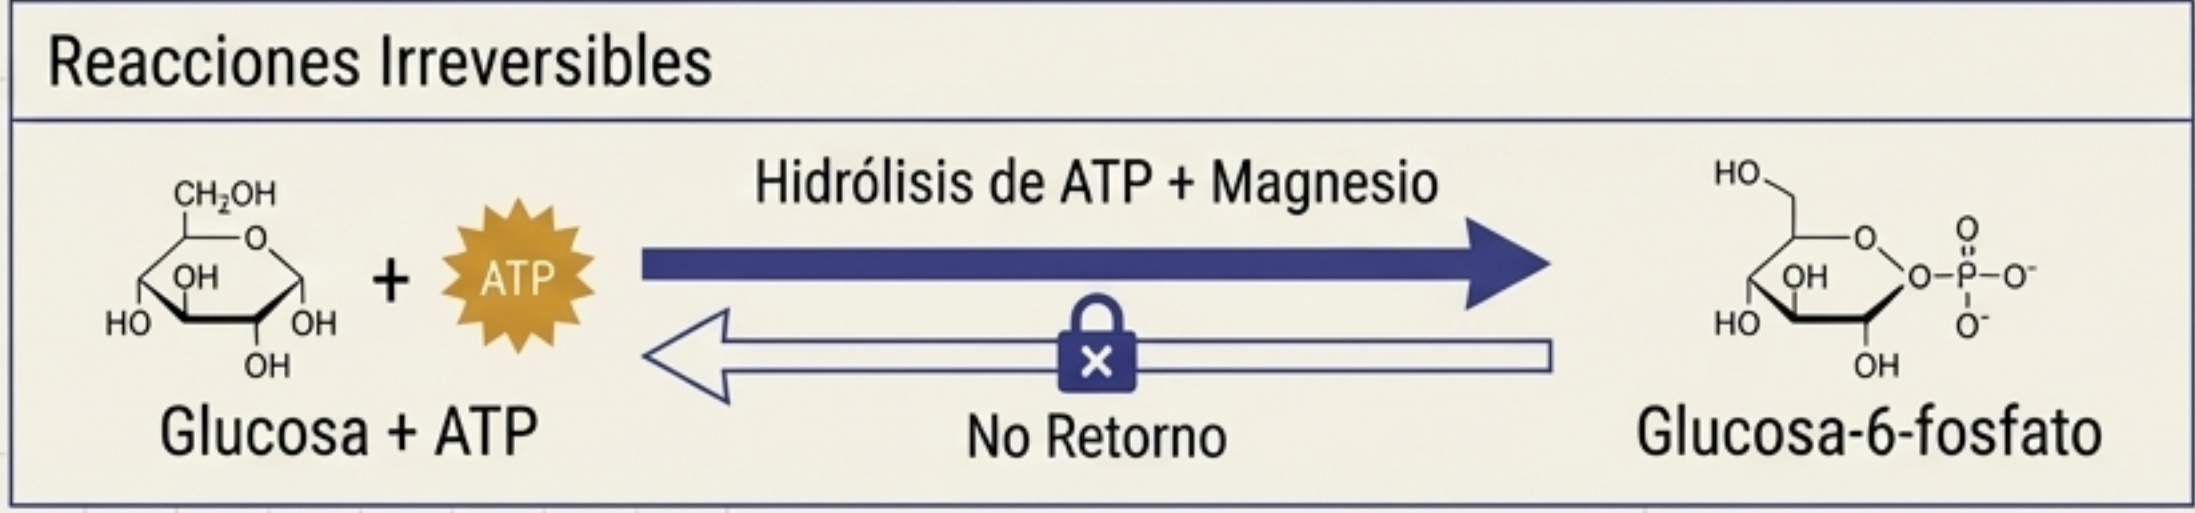 Reacciones Irreversibles
CH₂OH
O
OH
HO
OH
OH
+
ATP
Glucosa + ATP
Hidrólisis de ATP + Magnesio
No Retorno
HO
O
OH
HO
OH
O
O–P–O⁻
O⁻
Glucosa-6-fosfato